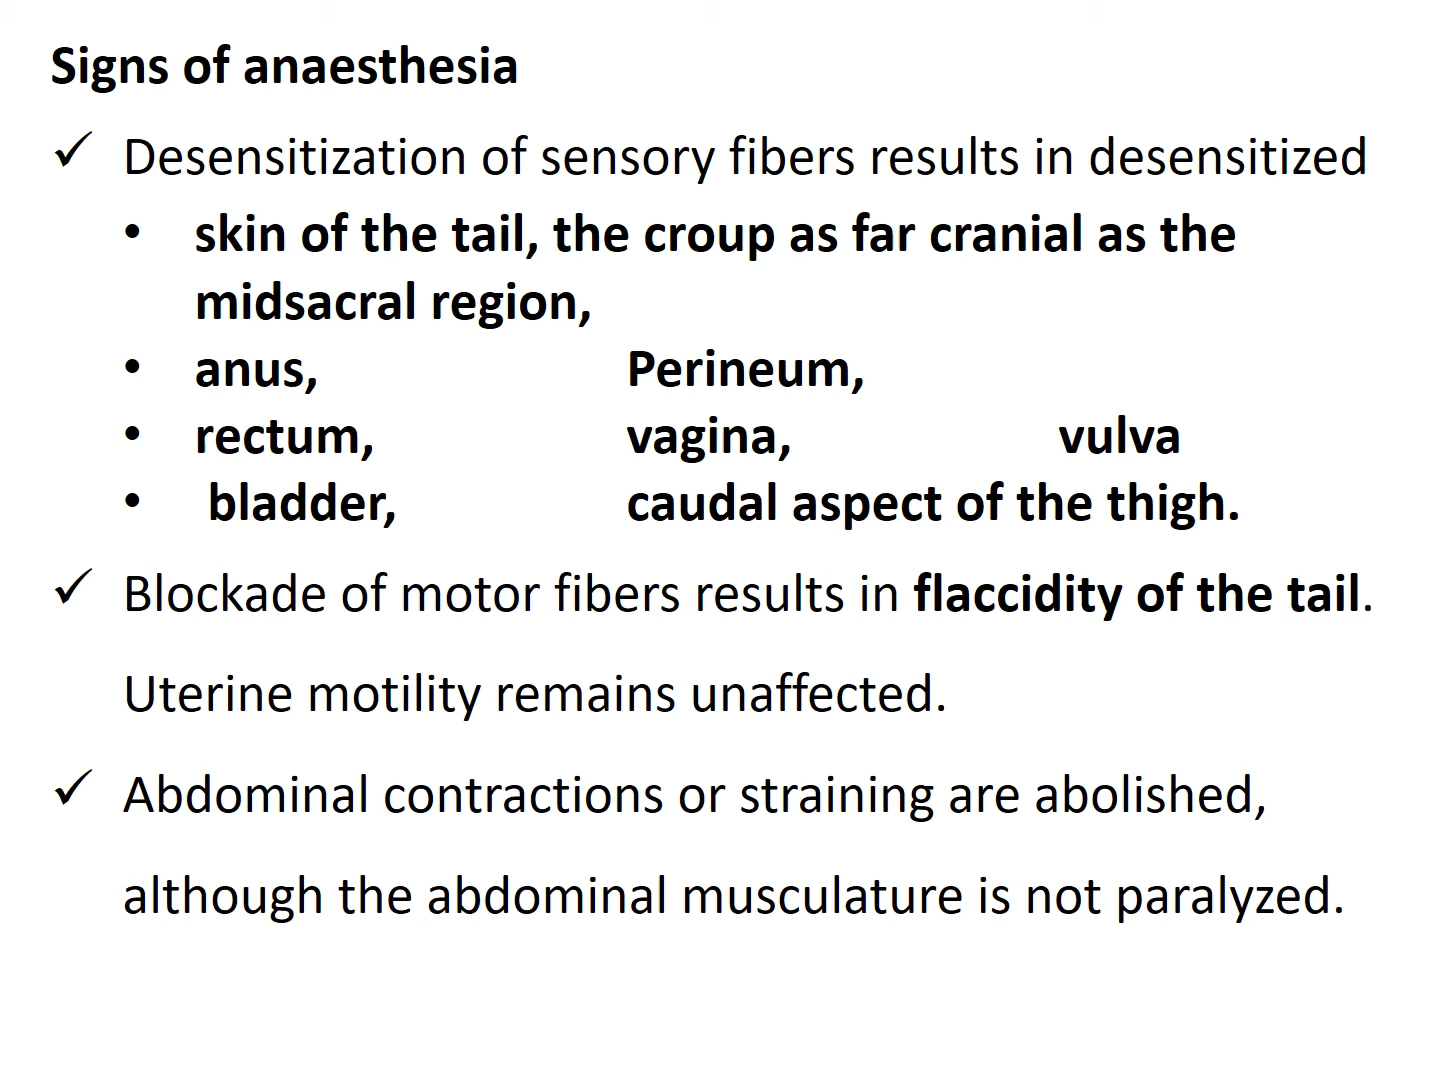 Signs of anaesthesia
✓ Desensitization of sensory fibers results in desensitized
• skin of the tail, the croup as far cranial as the
midsacral region,
• anus, Perineum,
• rectum, vagina, vulva
• bladder, caudal aspect of the thigh.
✓ Blockade of motor fibers results in flaccidity of the tail.
Uterine motility remains unaffected.
✓ Abdominal contractions or straining are abolished,
although the abdominal musculature is not paralyzed.